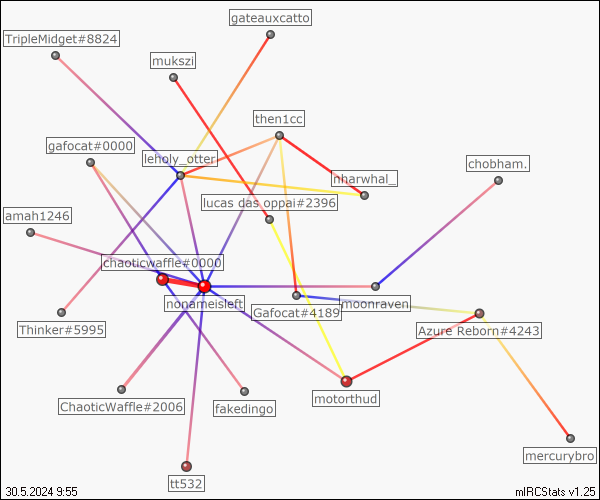 gateauxcatto
TripleMidget#8824
mukszi
then1cc
gafocat#0000
leholy_otter
chobham.
nharwhal_
lucas das oppai#2396
amah1246
chaoticwaffle#0000
nonameisleft
moonraven
Gafocat#4189
Thinker#5995
Azure Reborn#4243
motorthud
ChaoticWaffle#2006
fakedingo
mercurybro
tt532
30.5.2024 9:55
mIRCStats v1.25